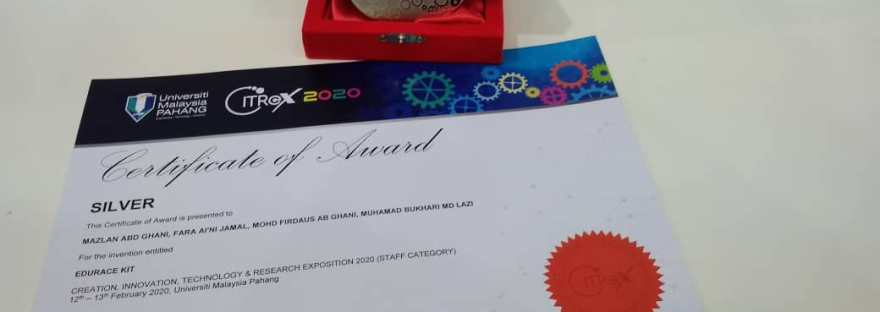 Universiti
Malaysia
PAHANG
CITREX 2020
Certificate of Award
SILVER
This Certificate of Award is presented to
MAZLAN ABD GHANI, FARA AI'NI JAMAL, MOHD FIRDAUS AB GHANI, MUHAMAD BUKHARI MD LAZI
For the invention entitled
EDURACE KIT
CREATION, INNOVATION, TECHNOLOGY & RESEARCH EXPOSITION 2020 (STAFF CATEGORY)
12th – 13th February 2020, Universiti Malaysia Pahang
CITREX